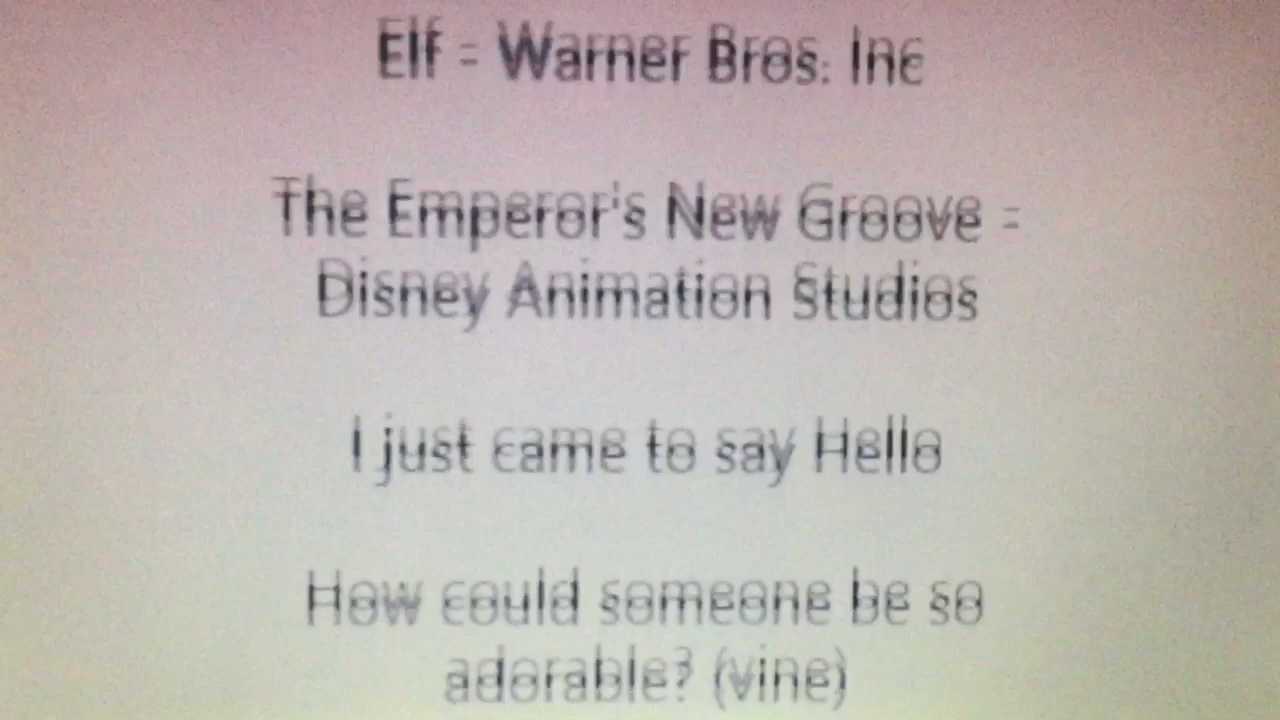 Elf = Warner Bros. Inc
The Emperor's New Groove =
Disney Animation Studios
I just came to say Hello
How could someone be so
adorable? (vine)